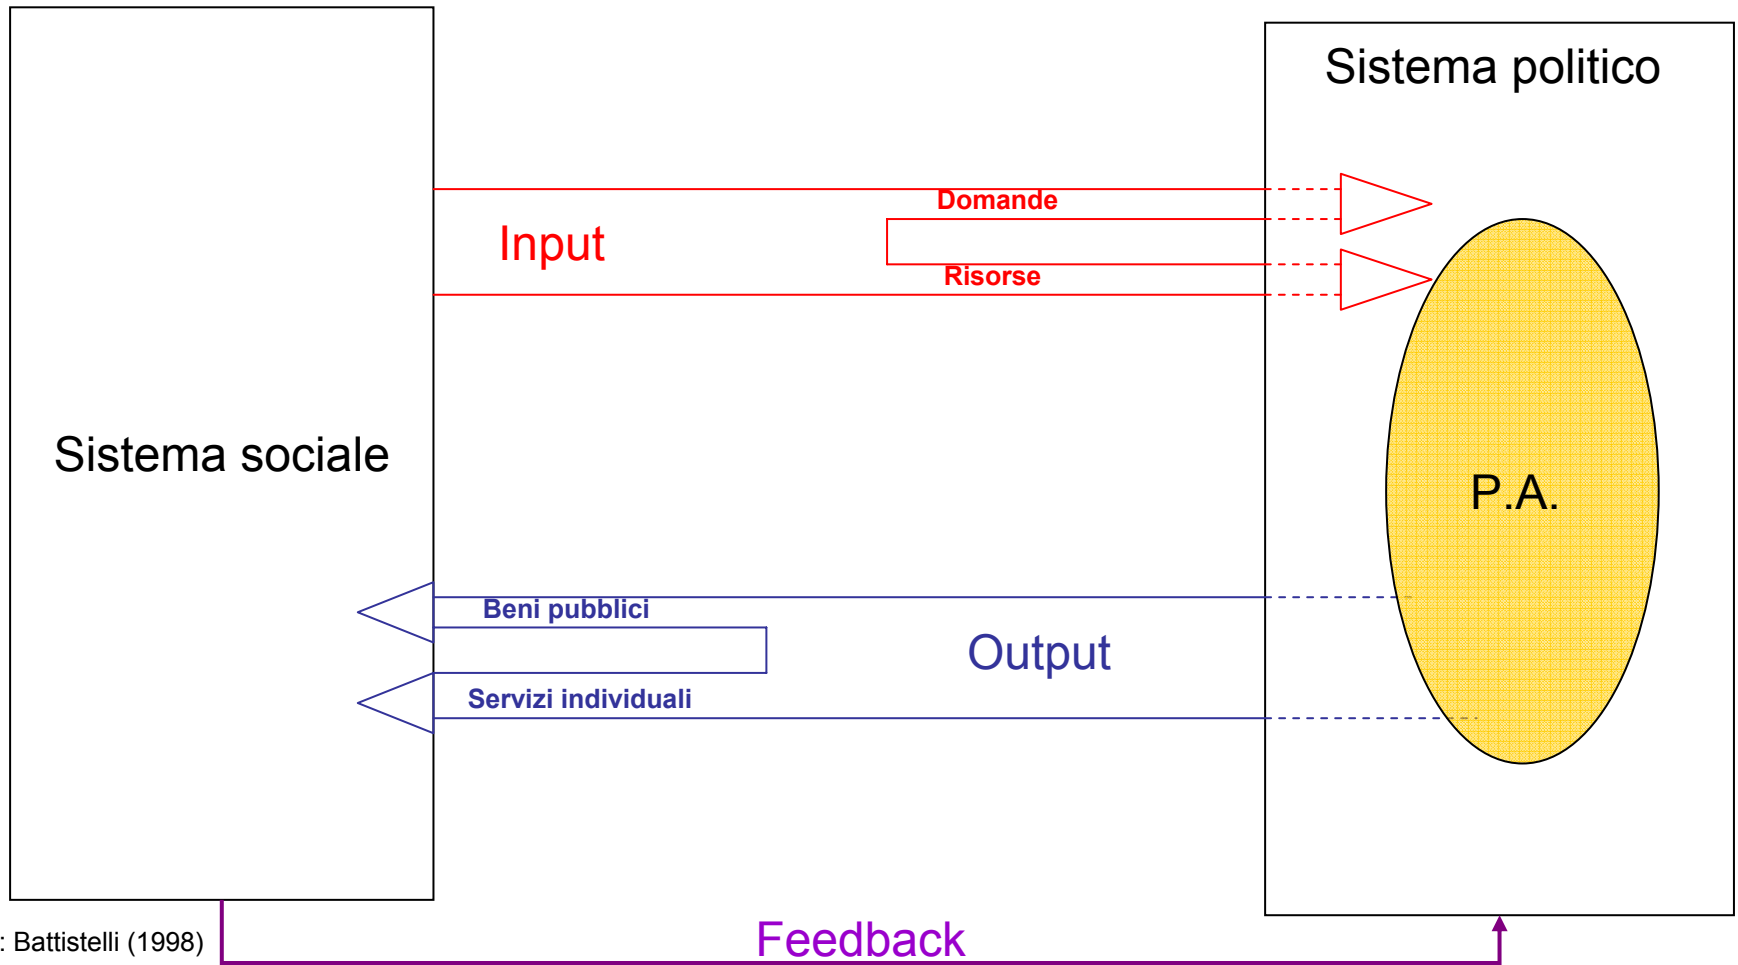 Sistema politico
Domande
Input
Risorse
Sistema sociale
P.A.
Beni pubblici
Output
Servizi individuali
: Battistelli (1998)
Feedback